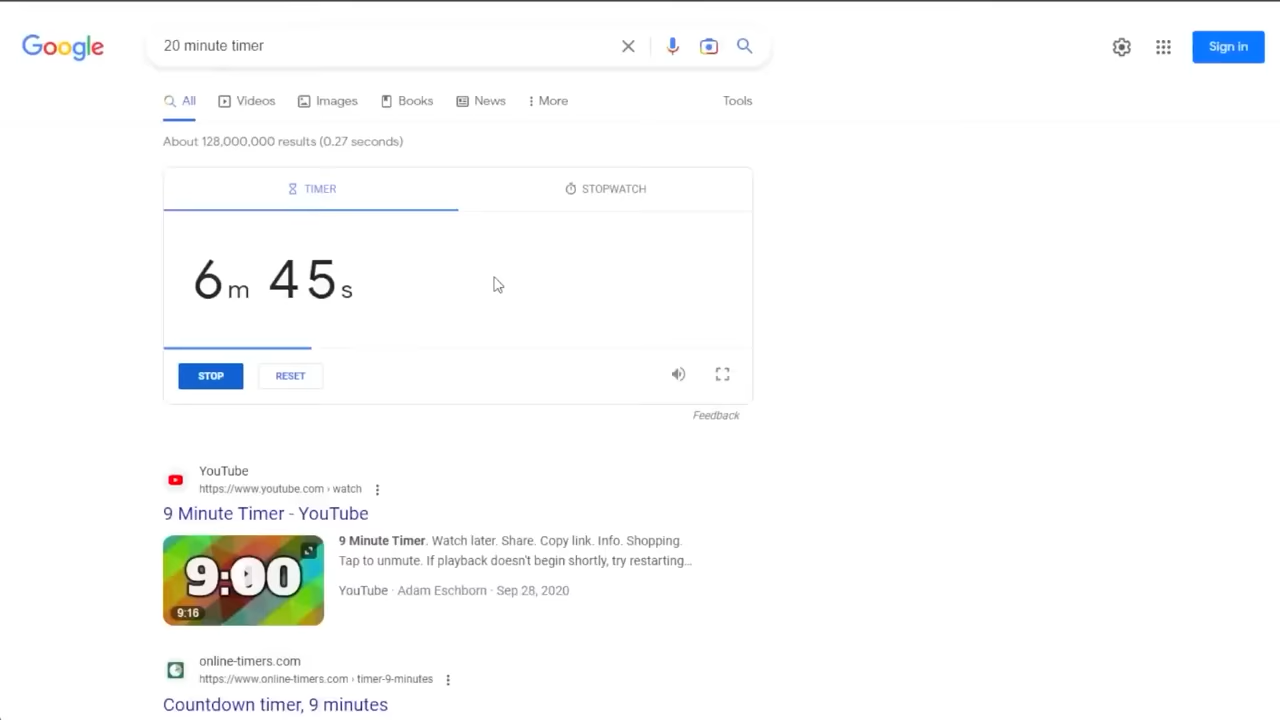 Google
20 minute timer
Sign in
All Videos Images Books News More Tools
About 128,000,000 results (0.27 seconds)
TIMER STOPWATCH
6m 45s
STOP RESET
Feedback
YouTube
https://www.youtube.com › watch
9 Minute Timer - YouTube
9 Minute Timer. Watch later. Share. Copy link. Info. Shopping.
Tap to unmute. If playback doesn't begin shortly, try restarting...
YouTube · Adam Eschborn · Sep 28, 2020
9:00
9:16
online-timers.com
https://www.online-timers.com › timer-9-minutes
Countdown timer, 9 minutes